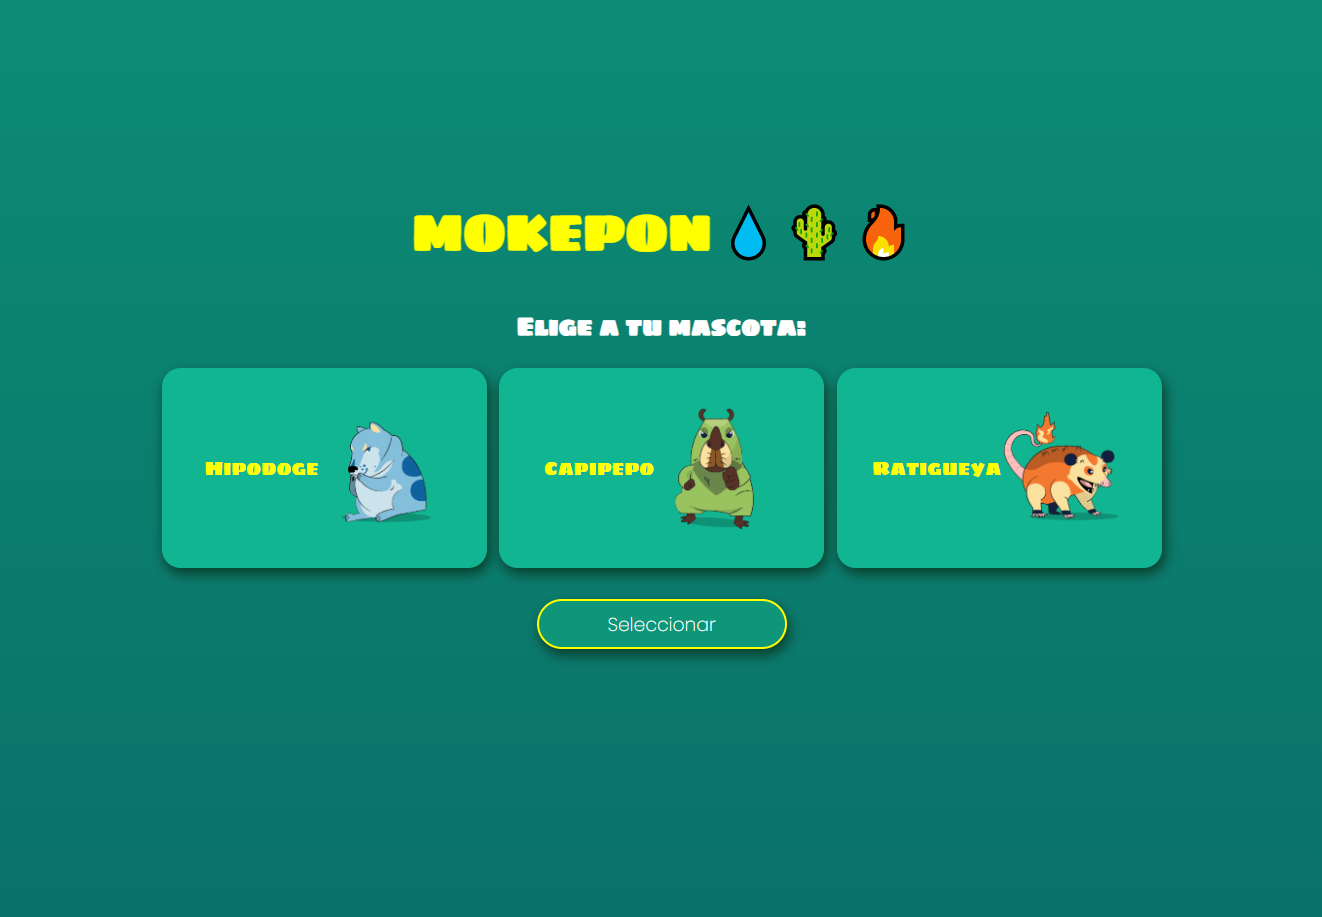 MOKEPON 💧 🌵 🔥
Elige a tu mascota:
Hipodoge
Capipepo
Ratigueya
Seleccionar